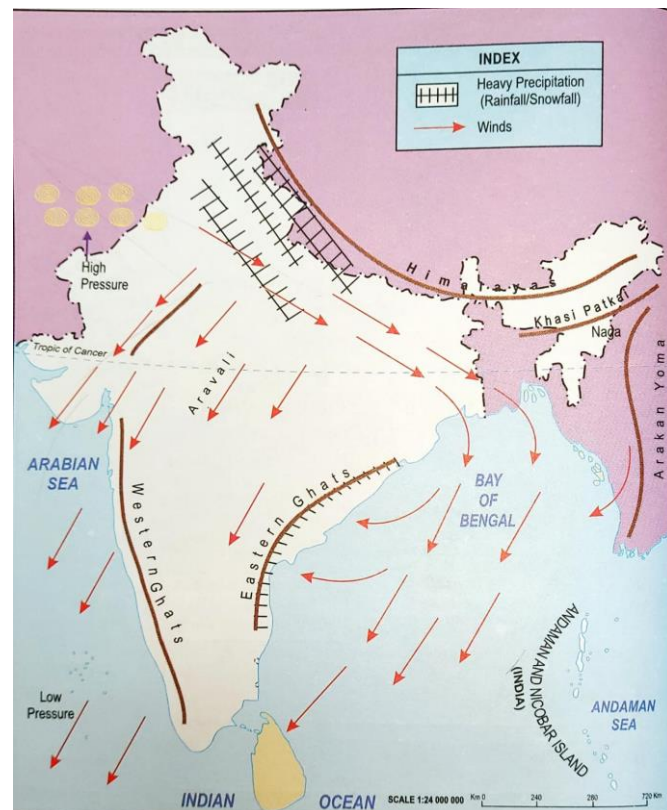 INDEX
Heavy Precipitation
(Rainfall/Snowfall)
Winds
High
Pressure
Himalayas
Khasi Patkai
Naga
Tropic of Cancer
Aravali
Arakan Yoma
ARABIAN
SEA
BAY
OF
BENGAL
Western Ghats
Eastern Ghats
ANDAMAN AND NICOBAR ISLAND
(INDIA)
Low
Pressure
ANDAMAN
SEA
INDIAN OCEAN
SCALE 1:24 000 000 Km 0 240 280 720 Km